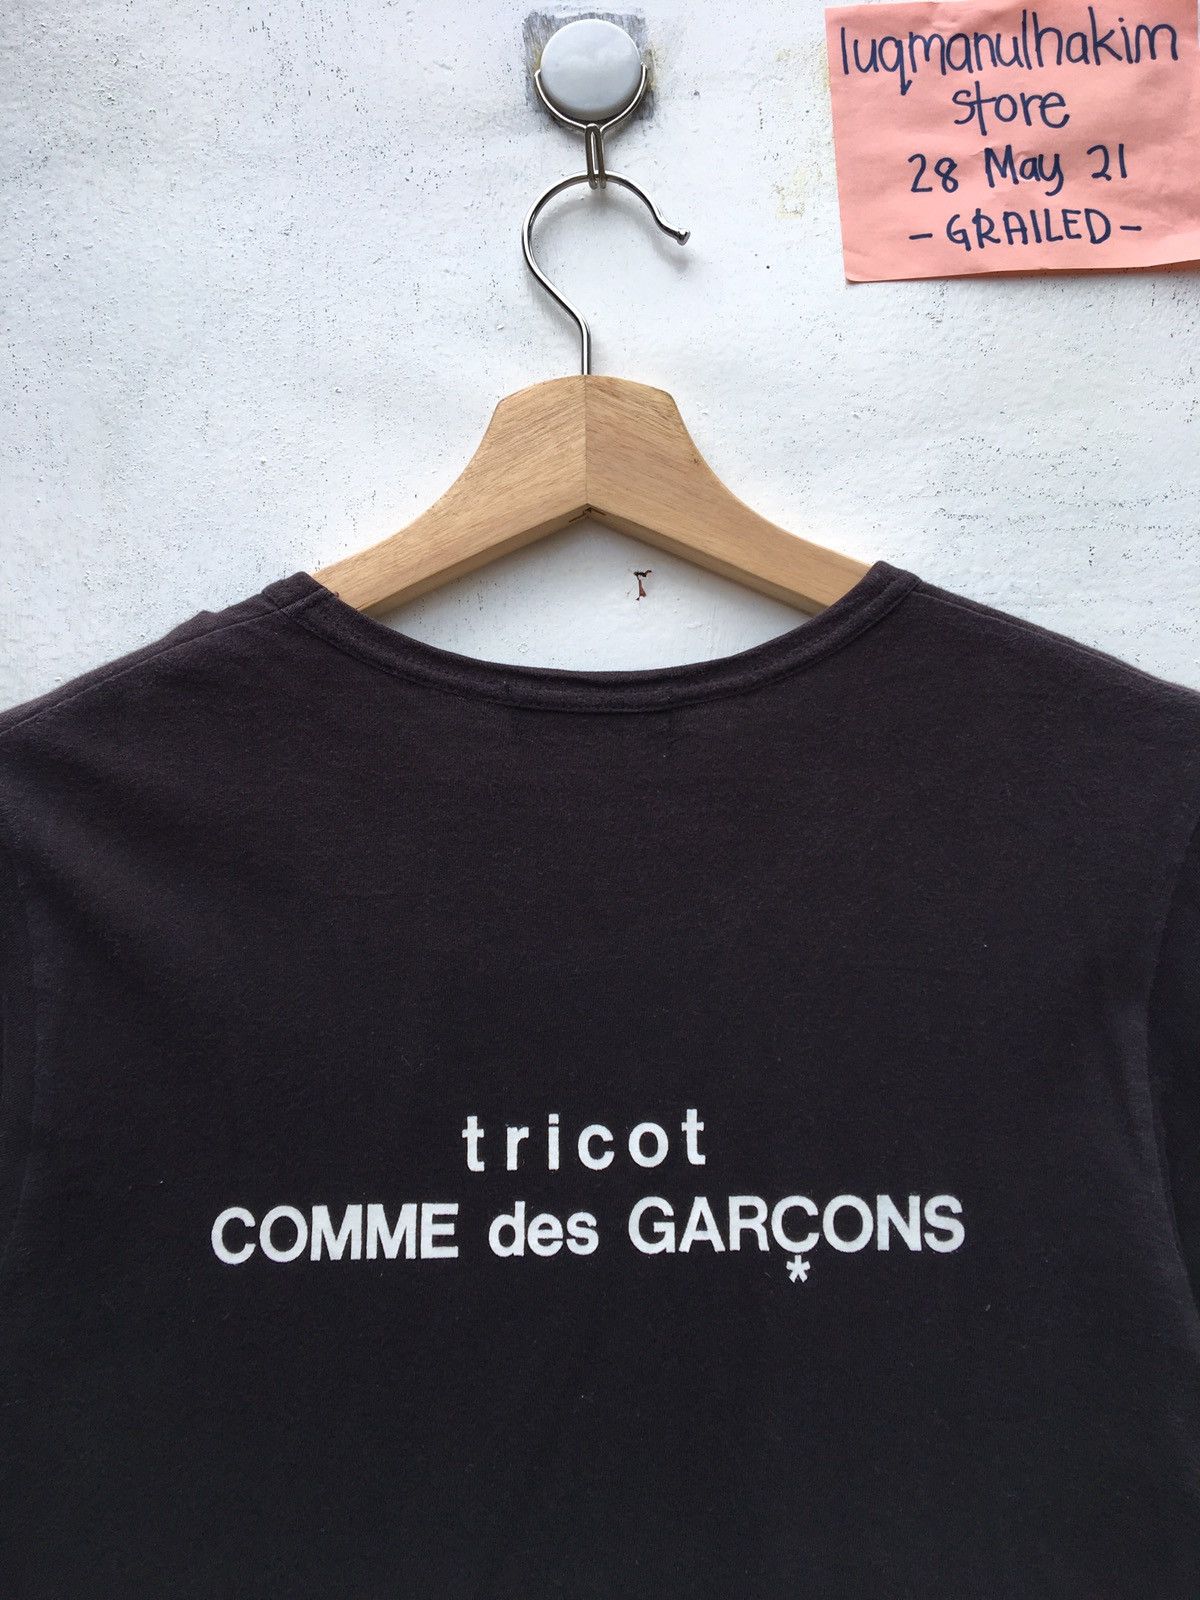 luqmanulhakim
store
28 May 21
- GRAILED -
tricot
COMME des GARÇONS
*